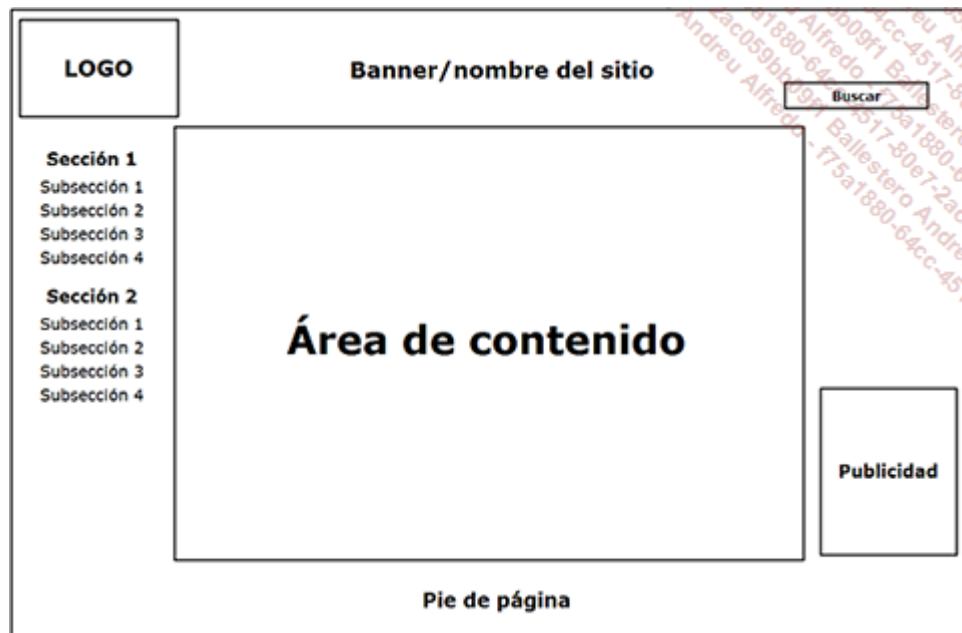 LOGO
Banner/nombre del sitio
Buscar
Sección 1
Subsección 1
Subsección 2
Subsección 3
Subsección 4
Sección 2
Subsección 1
Subsección 2
Subsección 3
Subsección 4
Área de contenido
Publicidad
Pie de página